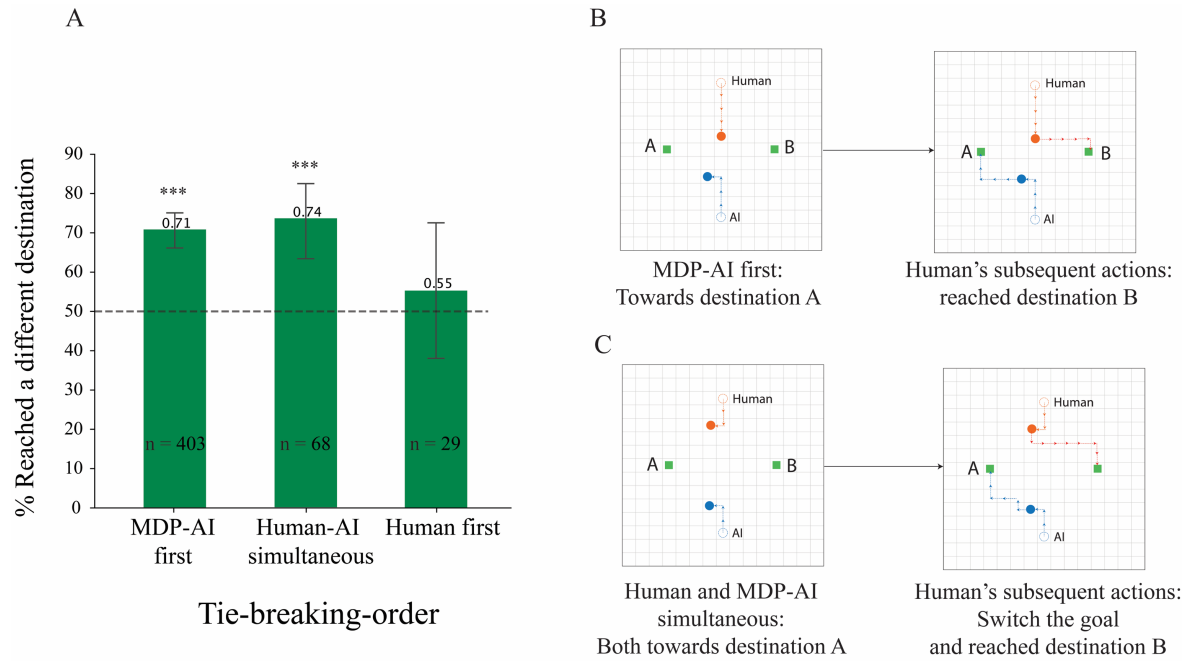 A
% Reached a different destination
90
80
70
60
50
40
30
20
10
0
***
0.71
n = 403
***
0.74
n = 68
0.55
n = 29
MDP-AI
first
Human-AI
simultaneous
Human first
Tie-breaking-order
B
Human
A
B
AI
MDP-AI first:
Towards destination A
Human
A
B
AI
Human’s subsequent actions:
reached destination B
C
Human
A
B
AI
Human and MDP-AI
simultaneous:
Both towards destination A
Human
A
AI
Human’s subsequent actions:
Switch the goal
and reached destination B